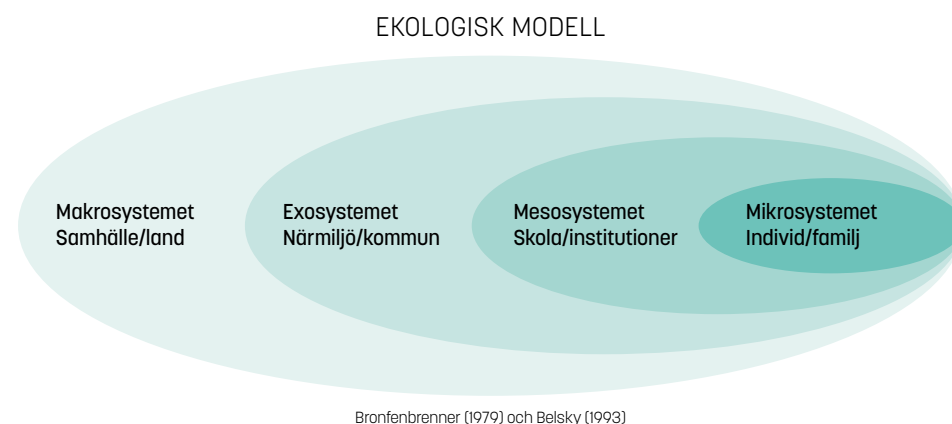 EKOLOGISK MODELL
Makrosystemet
Samhälle/land
Exosystemet
Närmiljö/kommun
Mesosystemet
Skola/institutioner
Mikrosystemet
Individ/familj
Bronfenbrenner (1979) och Belsky (1993)